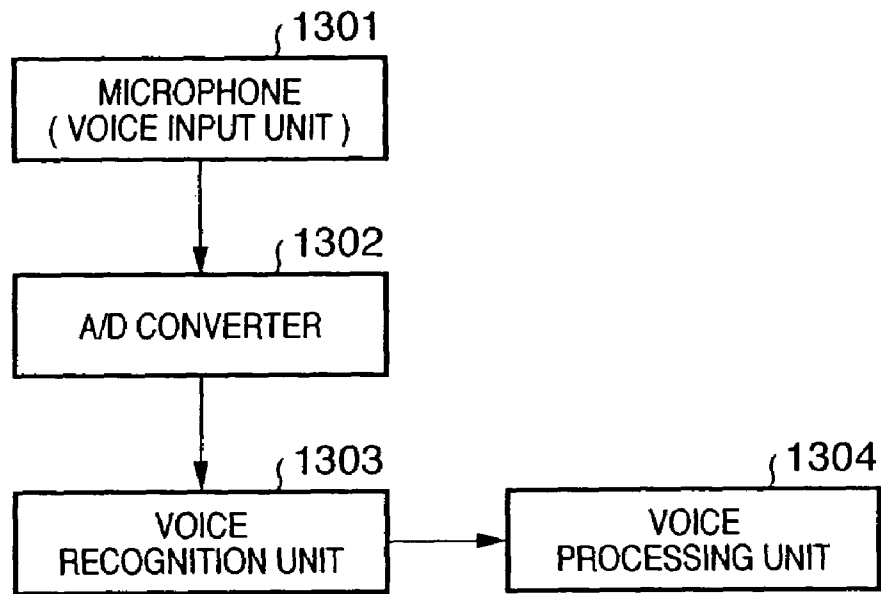 1301
MICROPHONE
( VOICE INPUT UNIT )
1302
A/D CONVERTER
1303
VOICE
RECOGNITION UNIT
1304
VOICE
PROCESSING UNIT